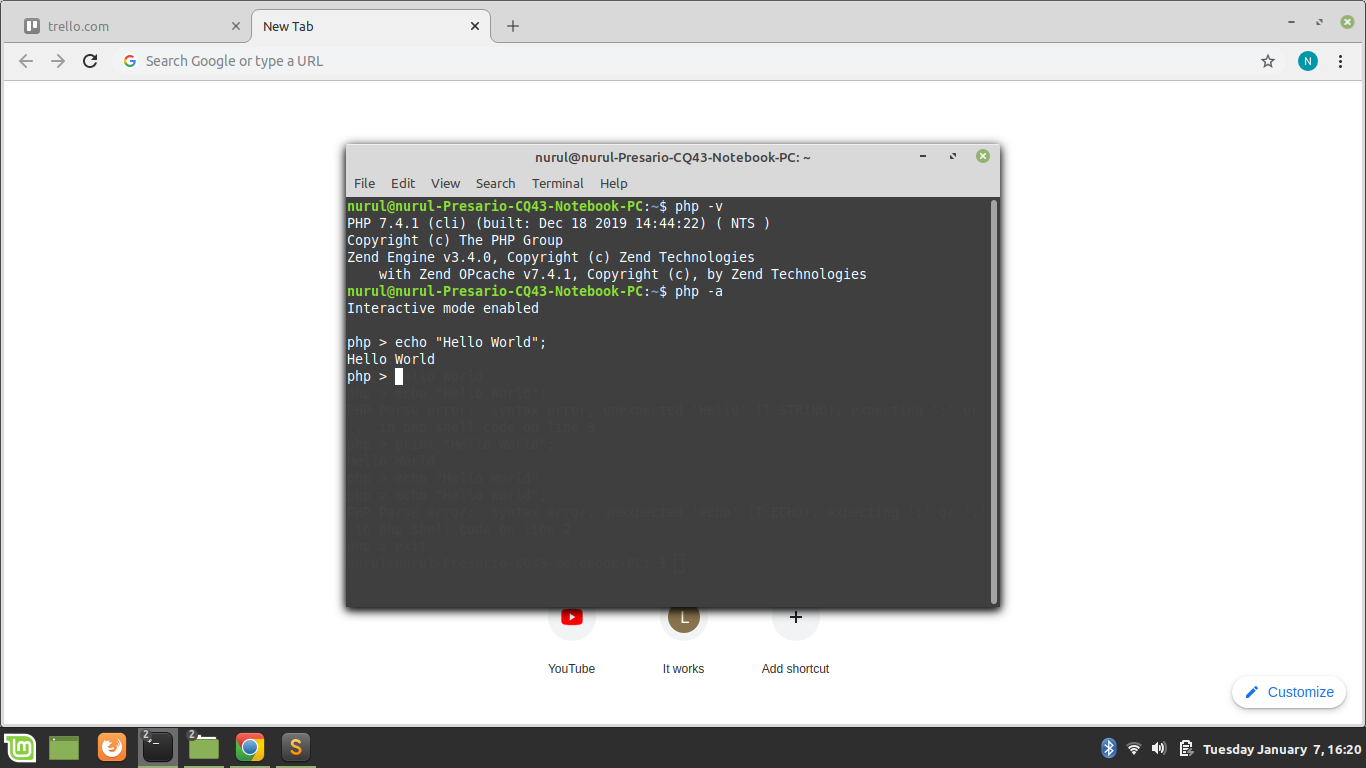 trello.com
New Tab
Search Google or type a URL
N
nurul@nurul-Presario-CQ43-Notebook-PC: ~
File Edit View Search Terminal Help
nurul@nurul-Presario-CQ43-Notebook-PC:~$ php -v
PHP 7.4.1 (cli) (built: Dec 18 2019 14:44:22) ( NTS )
Copyright (c) The PHP Group
Zend Engine v3.4.0, Copyright (c) Zend Technologies
    with Zend OPcache v7.4.1, Copyright (c), by Zend Technologies
nurul@nurul-Presario-CQ43-Notebook-PC:~$ php -a
Interactive mode enabled
php > echo "Hello World";
Hello World
php >
L
YouTube
It works
Add shortcut
Customize
2
2
S
Tuesday January 7, 16:20